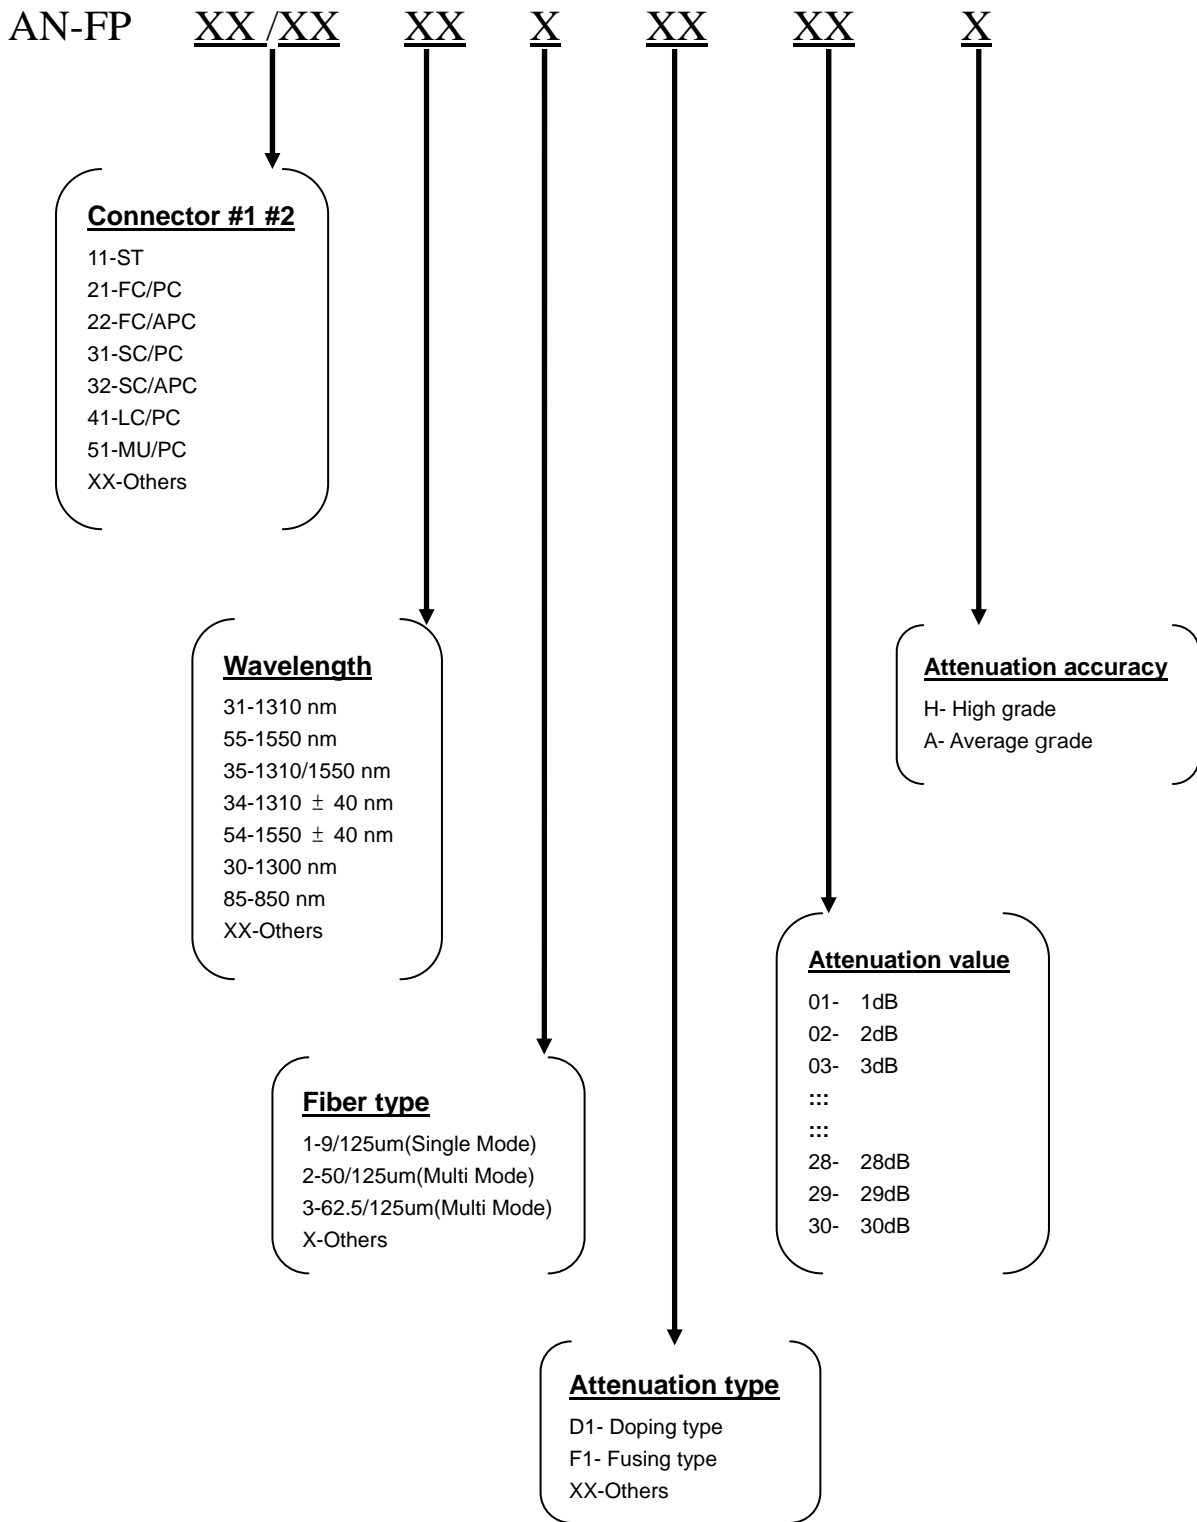 AN-FP XX /XX XX X XX XX X
Connector #1 #2
11-ST
21-FC/PC
22-FC/APC
31-SC/PC
32-SC/APC
41-LC/PC
51-MU/PC
XX-Others
Wavelength
31-1310 nm
55-1550 nm
35-1310/1550 nm
34-1310 ± 40 nm
54-1550 ± 40 nm
30-1300 nm
85-850 nm
XX-Others
Attenuation accuracy
H- High grade
A- Average grade
Attenuation value
01- 1dB
02- 2dB
03- 3dB
:::
:::
28- 28dB
29- 29dB
30- 30dB
Fiber type
1-9/125um(Single Mode)
2-50/125um(Multi Mode)
3-62.5/125um(Multi Mode)
X-Others
Attenuation type
D1- Doping type
F1- Fusing type
XX-Others